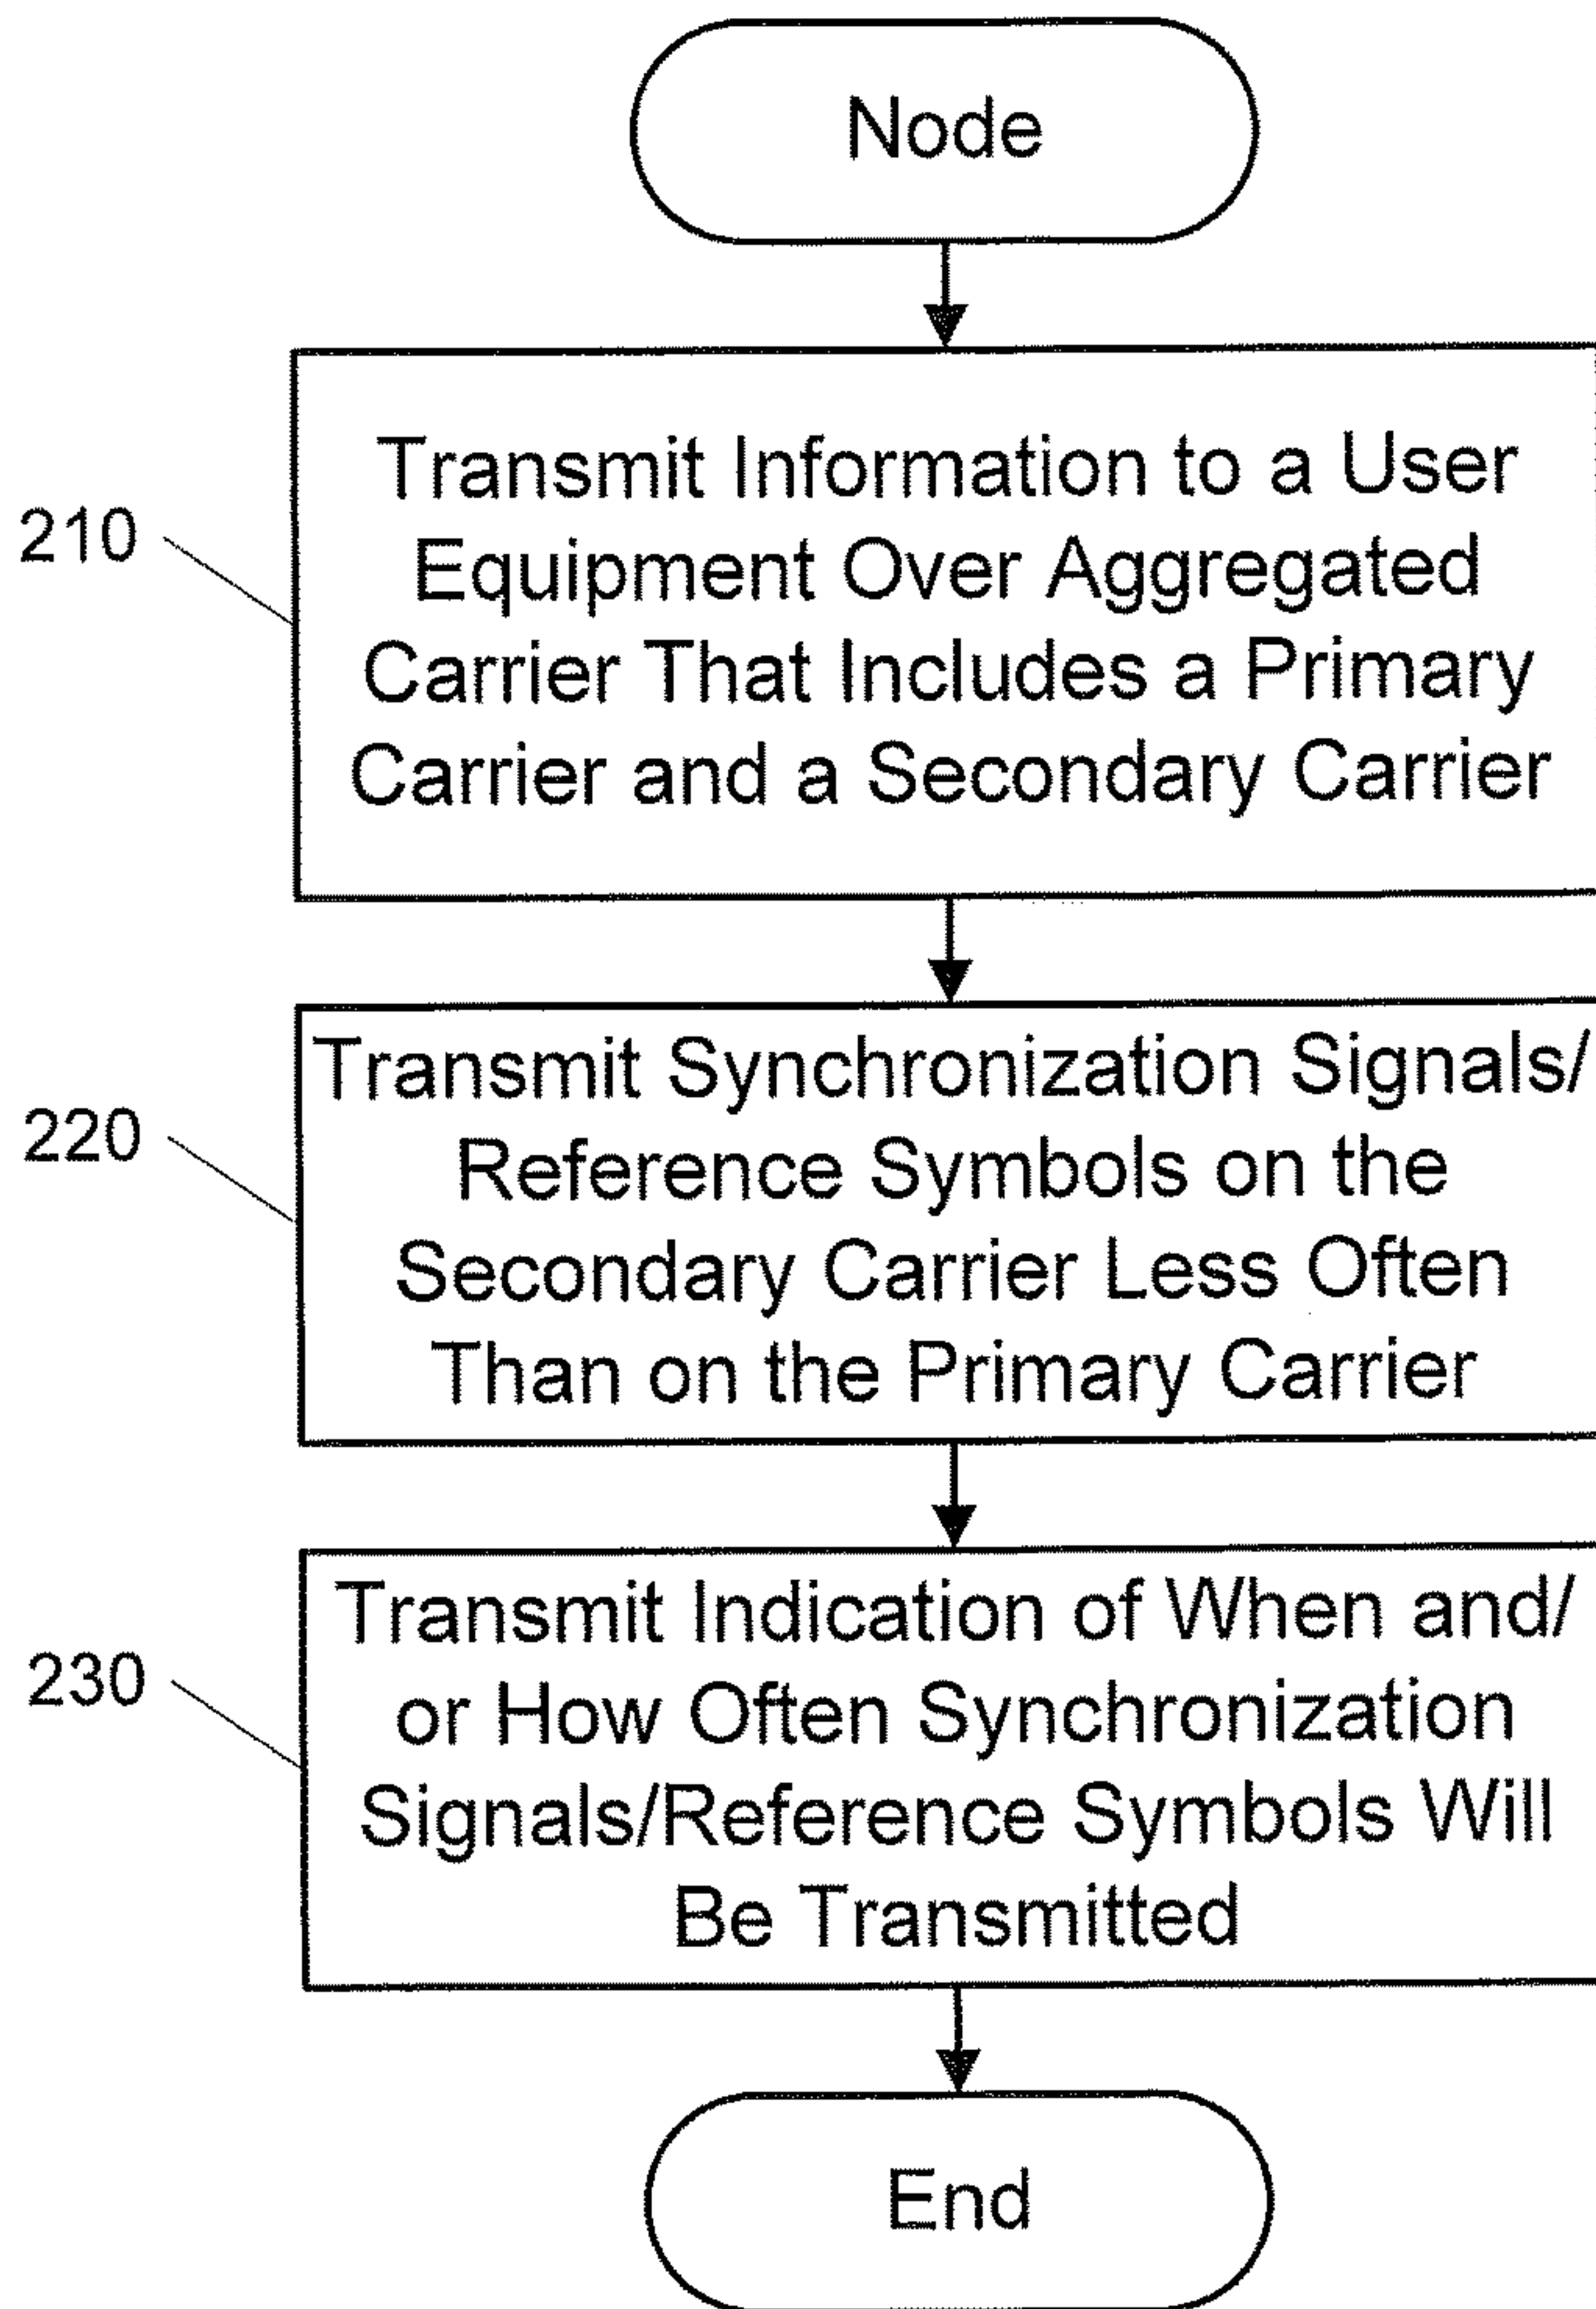 Node
210
Transmit Information to a User
Equipment Over Aggregated
Carrier That Includes a Primary
Carrier and a Secondary Carrier
220
Transmit Synchronization Signals/
Reference Symbols on the
Secondary Carrier Less Often
Than on the Primary Carrier
230
Transmit Indication of When and/
or How Often Synchronization
Signals/Reference Symbols Will
Be Transmitted
End